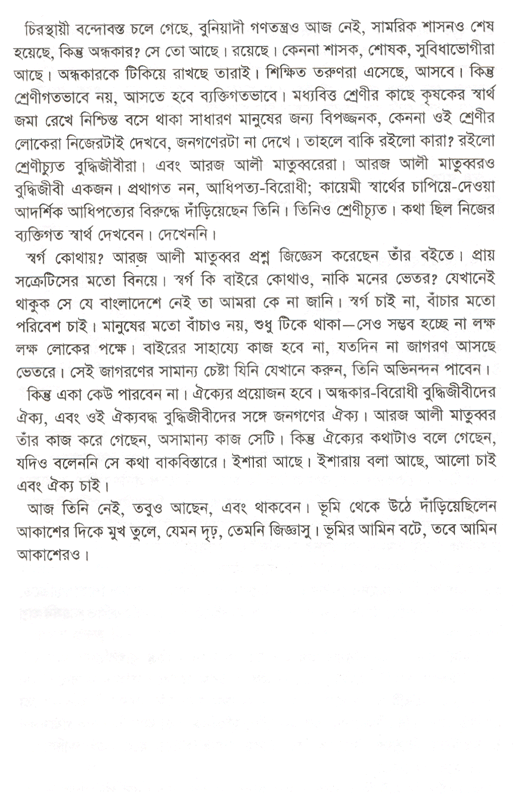 চিরস্থায়ী বন্দোবস্ত চলে গেছে, বুনিয়াদী গণতন্ত্রও আজ নেই, সামরিক শাসনও শেষ
হয়েছে, কিন্তু অন্ধকার? সে তো আছে। রয়েছে। কেননা শাসক, শোষক, সুবিধাভোগীরা
আছে। অন্ধকারকে টিকিয়ে রাখছে তারাই। শিক্ষিত তরুণরা এসেছে, আসবে। কিন্তু
শ্রেণীগতভাবে নয়, আসতে হবে ব্যক্তিগতভাবে। মধ্যবিত্ত শ্রেণীর কাছে কৃষকের স্বার্থ
জমা রেখে নিশ্চিন্ত বসে থাকা সাধারণ মানুষের জন্য বিপজ্জনক, কেননা ওই শ্রেণীর
লোকেরা নিজেরটাই দেখবে, জনগণেরটা না দেখে। তাহলে বাকি রইলো কারা? রইলো
শ্রেণীচ্যুত বুদ্ধিজীবীরা। এবং আরজ আলী মাতুব্বরেরা। আরজ আলী মাতুব্বরও
বুদ্ধিজীবী একজন। প্রথাগত নন, আধিপত্য-বিরোধী; কায়েমী স্বার্থের চাপিয়ে-দেওয়া
আদর্শিক আধিপত্যের বিরুদ্ধে দাঁড়িয়েছেন তিনি। তিনিও শ্রেণীচ্যূত। কথা ছিল নিজের
ব্যক্তিগত স্বার্থ দেখবেন। দেখেননি।
স্বর্গ কোথায়? আরজ আলী মাতুব্বর প্রশ্ন জিজ্ঞেস করেছেন তাঁর বইতে। প্রায়
সক্রেটিসের মতো বিনয়ে। স্বর্গ কি বাইরে কোথাও, নাকি মনের ভেতর? যেখানেই
থাকুক সে যে বাংলাদেশে নেই তা আমরা কে না জানি। স্বর্গ চাই না, বাঁচার মতো
পরিবেশ চাই। মানুষের মতো বাঁচাও নয়, শুধু টিকে থাকা—সেও সম্ভব হচ্ছে না লক্ষ
লক্ষ লোকের পক্ষে। বাইরের সাহায্যে কাজ হবে না, যতদিন না জাগরণ আসছে
ভেতরে। সেই জাগরণের সামান্য চেষ্টা যিনি যেখানে করুন, তিনি অভিনন্দন পাবেন।
কিন্তু একা কেউ পারবেন না। ঐক্যের প্রয়োজন হবে। অন্ধকার-বিরোধী বুদ্ধিজীবীদের
ঐক্য, এবং ওই ঐক্যবদ্ধ বুদ্ধিজীবীদের সঙ্গে জনগণের ঐক্য। আরজ আলী মাতুব্বর
তাঁর কাজ করে গেছেন, অসামান্য কাজ সেটি। কিন্তু ঐক্যের কথাটাও বলে গেছেন,
যদিও বলেননি সে কথা বাকবিস্তারে। ইশারা আছে। ইশারায় বলা আছে, আলো চাই
এবং ঐক্য চাই।
আজ তিনি নেই, তবুও আছেন, এবং থাকবেন। ভূমি থেকে উঠে দাঁড়িয়েছিলেন
আকাশের দিকে মুখ তুলে, যেমন দৃঢ়, তেমনি জিজ্ঞাসু। ভূমির আমিন বটে, তবে আমিন
আকাশেরও।